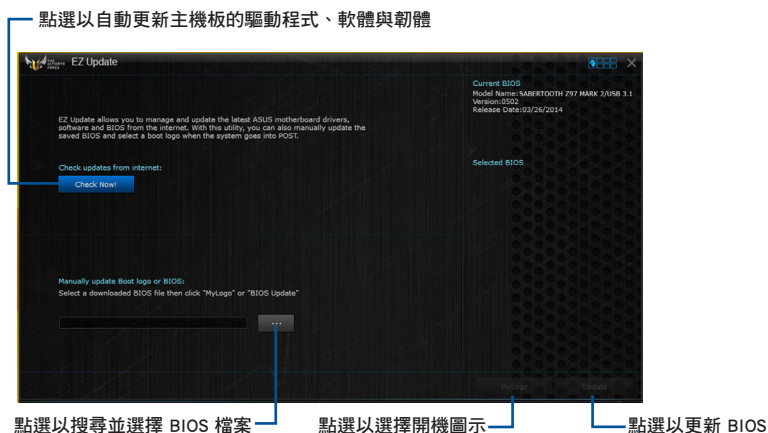 點選以自動更新主機板的驅動程式、軟體與韌體
THE ULTIMATE FORCE
EZ Update
Current BIOS
Model Name:SABERTOOTH Z97 MARK 2/USB 3.1
Version:0502
Release Date:03/26/2014
EZ Update allows you to manage and update the latest ASUS motherboard drivers,
software and BIOS from the internet. With this utility, you can also manually update the
saved BIOS and select a boot logo when the system goes into POST.
Selected BIOS
Check updates from internet:
Check Now!
Manually update Boot logo or BIOS:
Select a downloaded BIOS file then click "MyLogo" or "BIOS Update"
...
MyLogo
Update
點選以搜尋並選擇 BIOS 檔案
點選以選擇開機圖示
點選以更新 BIOS